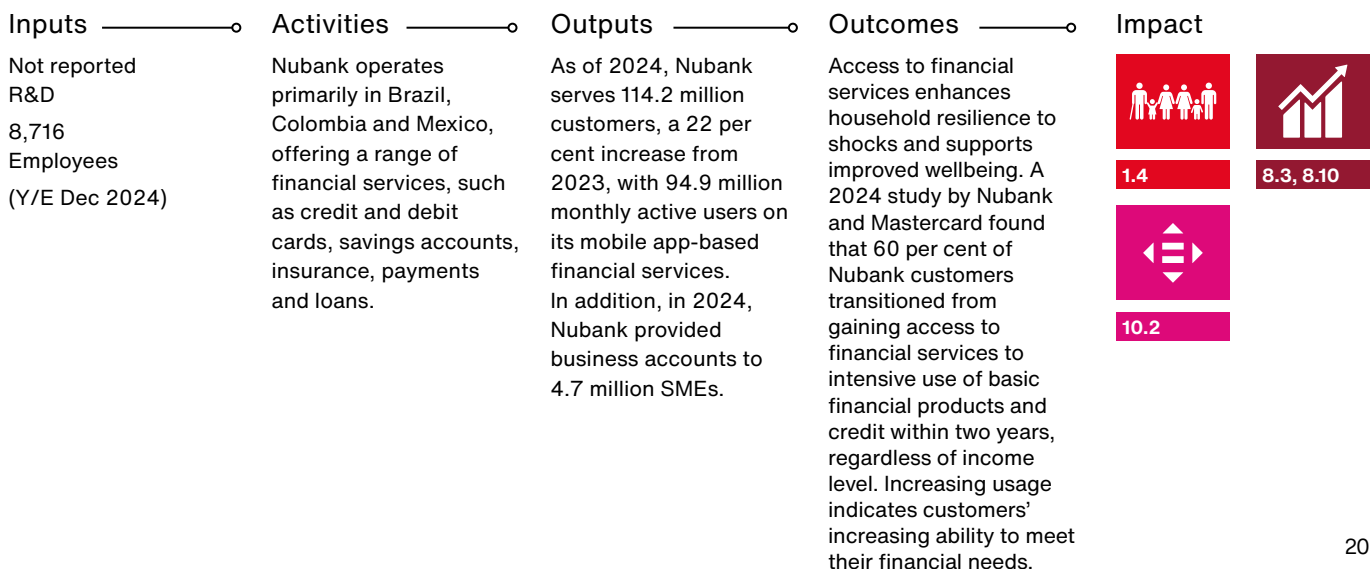 Inputs
Not reported
R&D
8,716
Employees
(Y/E Dec 2024)
Activities
Nubank operates
primarily in Brazil,
Colombia and Mexico,
offering a range of
financial services, such
as credit and debit
cards, savings accounts,
insurance, payments
and loans.
Outputs
As of 2024, Nubank
serves 114.2 million
customers, a 22 per
cent increase from
2023, with 94.9 million
monthly active users on
its mobile app-based
financial services.
In addition, in 2024,
Nubank provided
business accounts to
4.7 million SMEs.
Outcomes
Access to financial
services enhances
household resilience to
shocks and supports
improved wellbeing. A
2024 study by Nubank
and Mastercard found
that 60 per cent of
Nubank customers
transitioned from
gaining access to
financial services to
intensive use of basic
financial products and
credit within two years,
regardless of income
level. Increasing usage
indicates customers’
increasing ability to meet
their financial needs.
Impact
1.4
8.3, 8.10
10.2
20